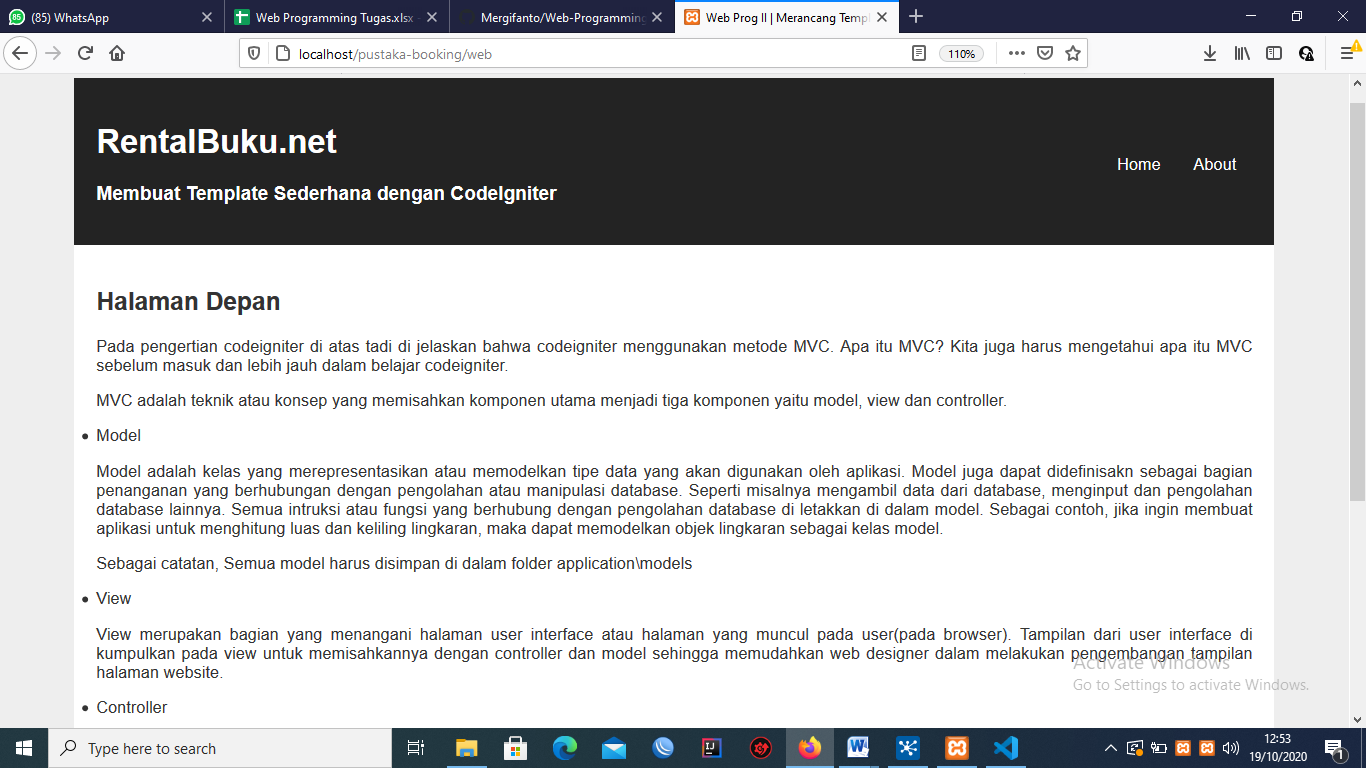 (85) WhatsApp
Web Programming Tugas.xlsx -
Mergifanto/Web-Programming
Web Prog II | Merancang Templ
localhost/pustaka-booking/web
110%
RentalBuku.net
Home About
Membuat Template Sederhana dengan CodeIgniter
Halaman Depan
Pada pengertian codeigniter di atas tadi di jelaskan bahwa codeigniter menggunakan metode MVC. Apa itu MVC? Kita juga harus mengetahui apa itu MVC
sebelum masuk dan lebih jauh dalam belajar codeigniter.
MVC adalah teknik atau konsep yang memisahkan komponen utama menjadi tiga komponen yaitu model, view dan controller.
• Model
Model adalah kelas yang merepresentasikan atau memodelkan tipe data yang akan digunakan oleh aplikasi. Model juga dapat didefinisakn sebagai bagian
penanganan yang berhubungan dengan pengolahan atau manipulasi database. Seperti misalnya mengambil data dari database, menginput dan pengolahan
database lainnya. Semua intruksi atau fungsi yang berhubung dengan pengolahan database di letakkan di dalam model. Sebagai contoh, jika ingin membuat
aplikasi untuk menghitung luas dan keliling lingkaran, maka dapat memodelkan objek lingkaran sebagai kelas model.
Sebagai catatan, Semua model harus disimpan di dalam folder application\models
• View
View merupakan bagian yang menangani halaman user interface atau halaman yang muncul pada user(pada browser). Tampilan dari user interface di
kumpulkan pada view untuk memisahkannya dengan controller dan model sehingga memudahkan web designer dalam melakukan pengembangan tampilan
halaman website.
Activate Windows
Go to Settings to activate Windows.
• Controller
Type here to search
12:53
19/10/2020
1